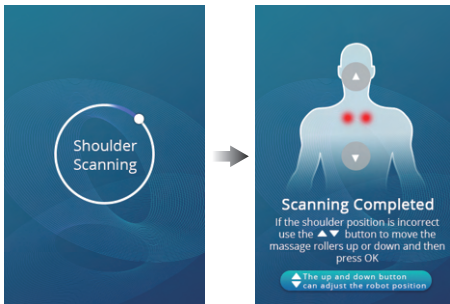 Shoulder
Scanning
Scanning Completed
If the shoulder position is incorrect
use the ▲▼ button to move the
massage rollers up or down and then
press OK
The up and down button
can adjust the robot position